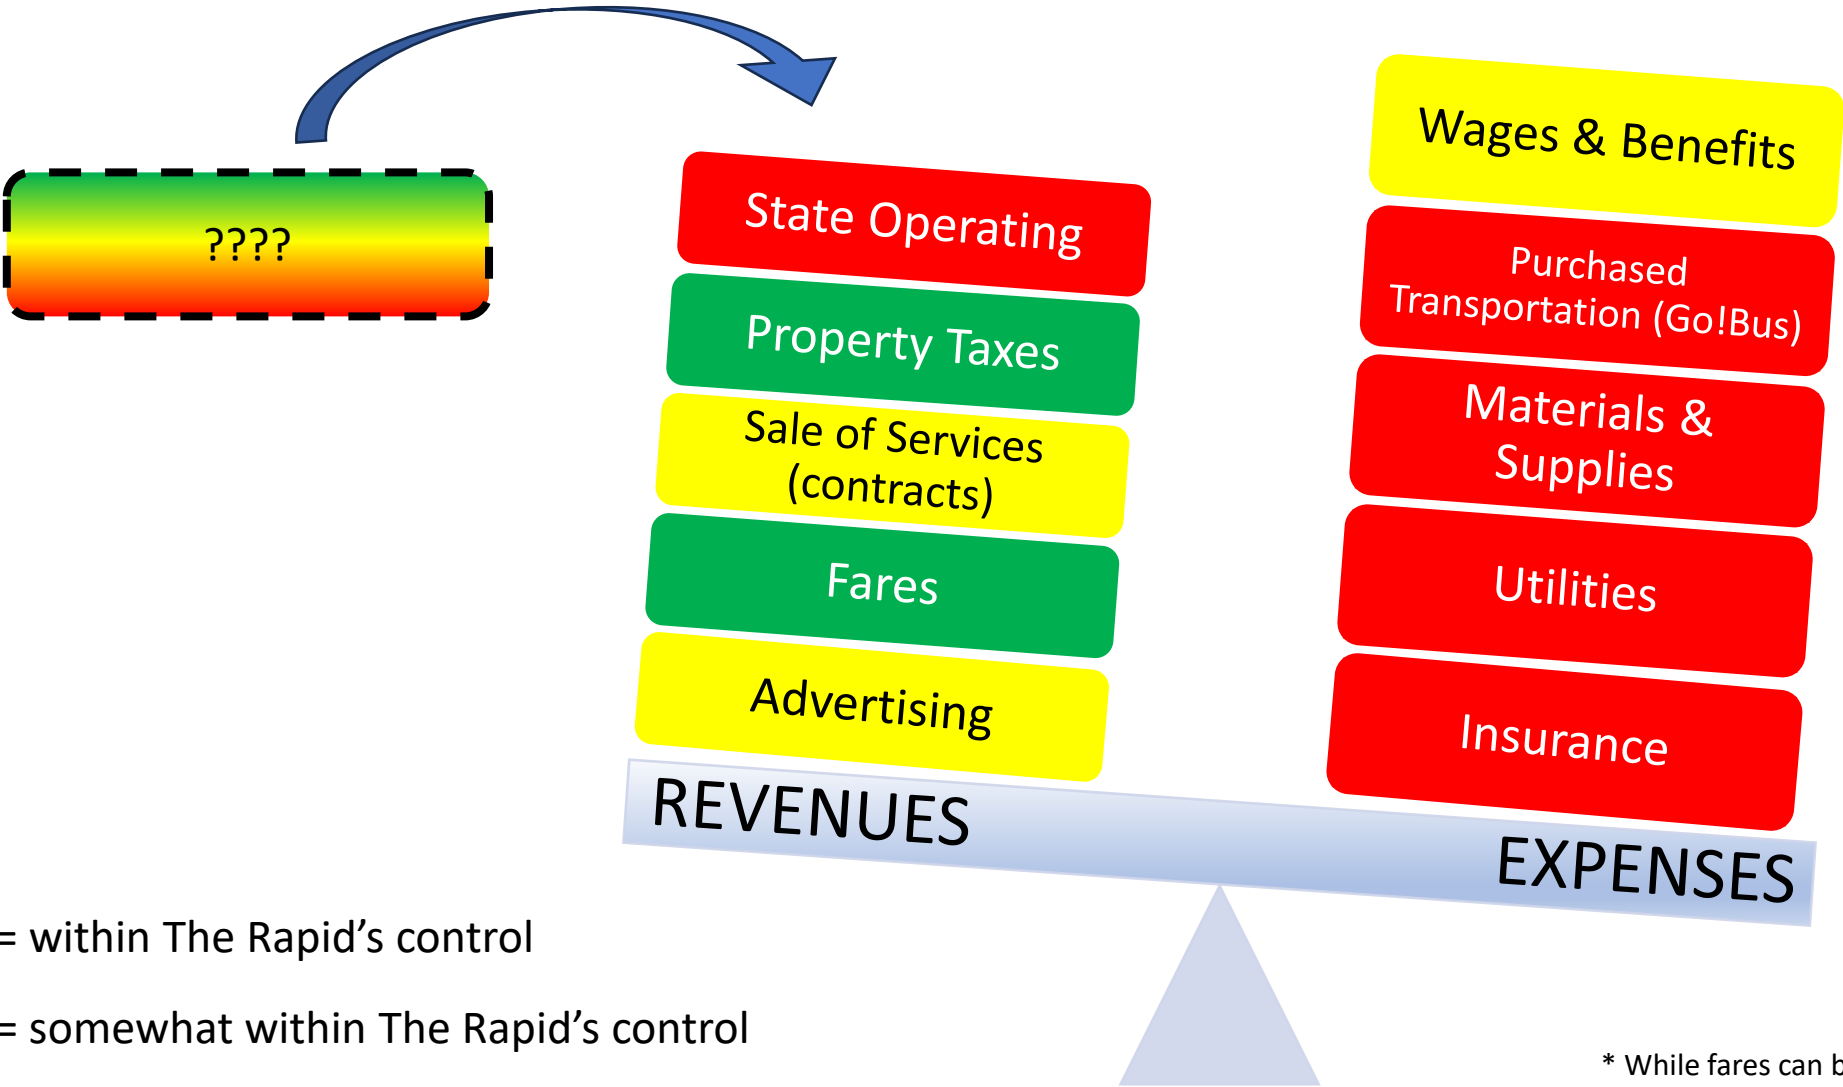 ????
State Operating
Property Taxes
Sale of Services
(contracts)
Fares
Advertising
REVENUES
Wages & Benefits
Purchased
Transportation (Go!Bus)
Materials &
Supplies
Utilities
Insurance
EXPENSES
= within The Rapid’s control
= somewhat within The Rapid’s control
* While fares can